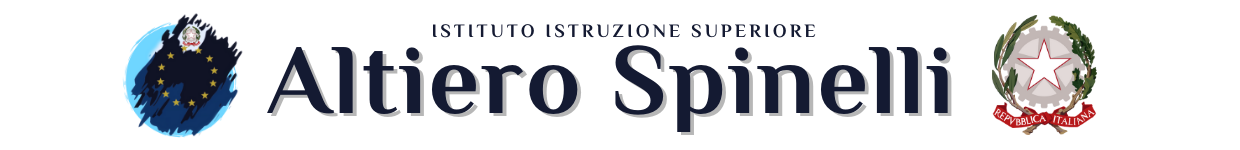 ISTITUTO ISTRUZIONE SUPERIORE
Altiero Spinelli
REPVBBLICA ITALIANA